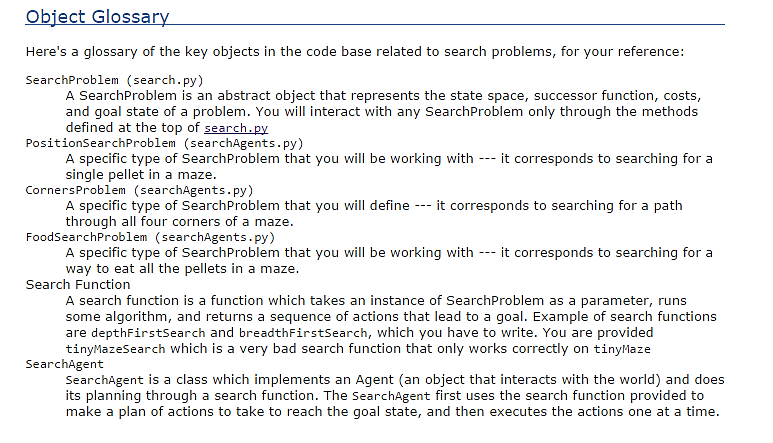 Object Glossary
Here's a glossary of the key objects in the code base related to search problems, for your reference:
SearchProblem (search.py)
A SearchProblem is an abstract object that represents the state space, successor function, costs,
and goal state of a problem. You will interact with any SearchProblem only through the methods
defined at the top of search.py
PositionSearchProblem (searchAgents.py)
A specific type of SearchProblem that you will be working with --- it corresponds to searching for a
single pellet in a maze.
CornersProblem (searchAgents.py)
A specific type of SearchProblem that you will define --- it corresponds to searching for a path
through all four corners of a maze.
FoodSearchProblem (searchAgents.py)
A specific type of SearchProblem that you will be working with --- it corresponds to searching for a
way to eat all the pellets in a maze.
Search Function
A search function is a function which takes an instance of SearchProblem as a parameter, runs
some algorithm, and returns a sequence of actions that lead to a goal. Example of search functions
are depthFirstSearch and breadthFirstSearch, which you have to write. You are provided
tinyMazeSearch which is a very bad search function that only works correctly on tinyMaze
SearchAgent
SearchAgent is a class which implements an Agent (an object that interacts with the world) and does
its planning through a search function. The SearchAgent first uses the search function provided to
make a plan of actions to take to reach the goal state, and then executes the actions one at a time.